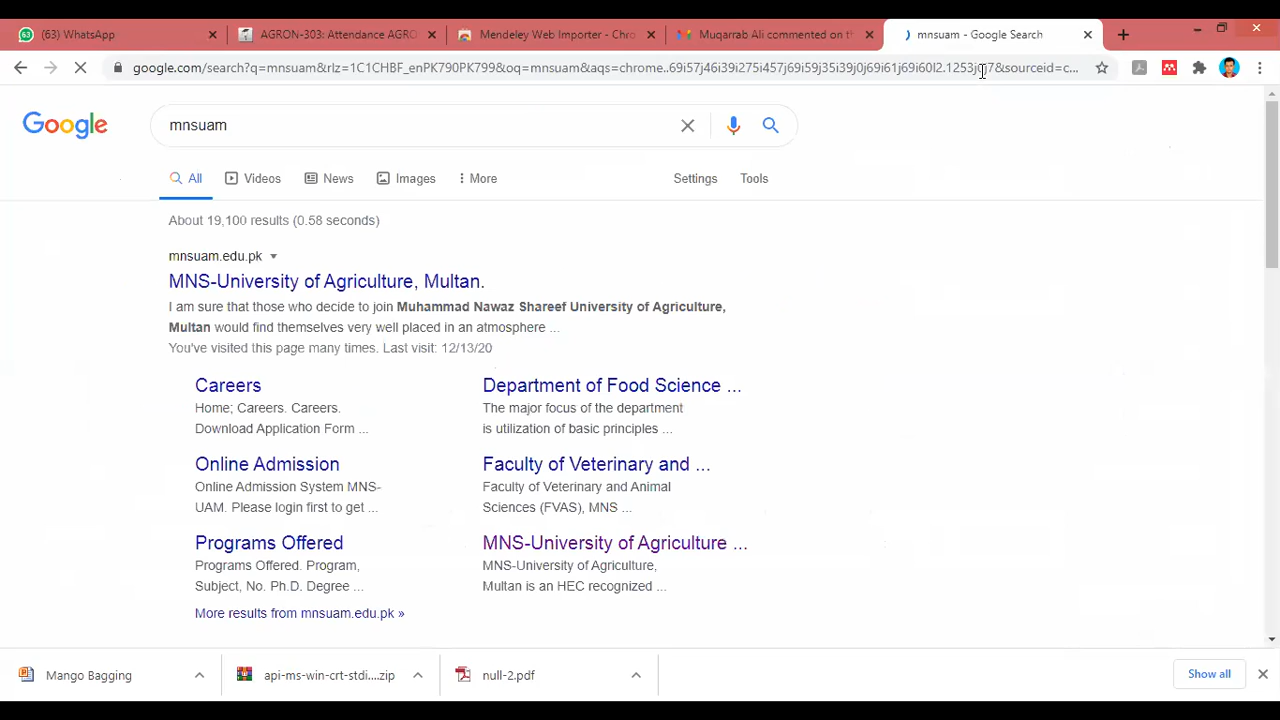 (63) WhatsApp
AGRON-303: Attendance AGRO
Mendeley Web Importer - Chro
Muqarrab Ali commented on th
mnsuam - Google Search
google.com/search?q=mnsuam&rlz=1C1CHBF_enPK790PK799&oq=mnsuam&aqs=chrome..69i57j46i39i275i457j69i59j35i39j0j69i61j69i60l2.1253j0j7&sourceid=c...
Google
mnsuam
All
Videos
News
Images
More
Settings
Tools
About 19,100 results (0.58 seconds)
mnsuam.edu.pk
MNS-University of Agriculture, Multan.
I am sure that those who decide to join Muhammad Nawaz Shareef University of Agriculture,
Multan would find themselves very well placed in an atmosphere ...
You've visited this page many times. Last visit: 12/13/20
Careers
Home; Careers. Careers.
Download Application Form ...
Department of Food Science ...
The major focus of the department
is utilization of basic principles ...
Online Admission
Online Admission System MNS-
UAM. Please login first to get ...
Faculty of Veterinary and ...
Faculty of Veterinary and Animal
Sciences (FVAS), MNS ...
Programs Offered
Programs Offered. Program,
Subject, No. Ph.D. Degree ...
MNS-University of Agriculture ...
MNS-University of Agriculture,
Multan is an HEC recognized ...
More results from mnsuam.edu.pk »
Mango Bagging
api-ms-win-crt-stdi....zip
null-2.pdf
Show all